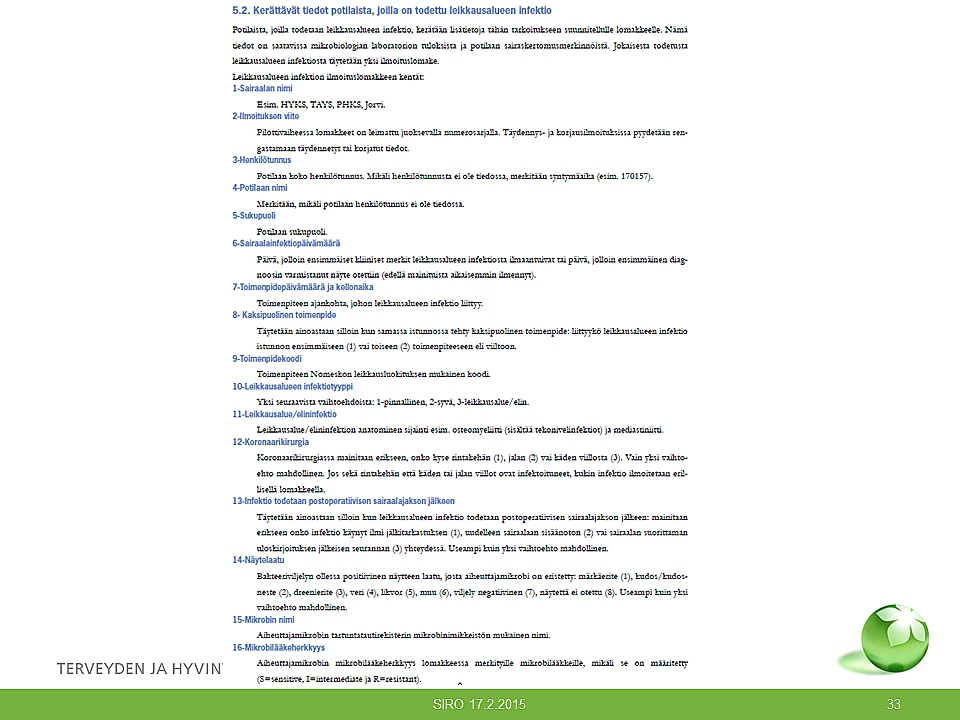 5.2. Kerättävät tiedot potilaista, joilla on todettu leikkausalueen infektio
Potilaista, joilla todetaan leikkausalueen infektio, kerätään lisätietoja tähän tarkoitukseen suunnitellulle lomakkeelle. Nämä
tiedot on saatavissa mikrobiologian laboratorion tuloksista ja potilaan sairaskertomusmerkinnöistä. Jokaisesta todetusta
leikkausalueen infektiosta täytetään yksi ilmoituslomake.
Leikkausalueen infektion ilmoituslomakkeen kentät:
1-Sairaalan nimi
Esim. HYKS, TAYS, PHKS, Jorvi.
2-Ilmoituksen viite
Pilottivaiheessa lomakkeet on leimattu juoksevalla numerosarjalla. Täydennys- ja korjausilmoituksissa pyydetään ren-
gastamaan täydennetyt tai korjatut tiedot.
3-Henkilötunnus
Potilaan koko henkilötunnus. Mikäli henkilötunnusta ei ole tiedossa, merkitään syntymäaika (esim. 170157).
4-Potilaan nimi
Merkitään, mikäli potilaan henkilötunnus ei ole tiedossa.
5-Sukupuoli
Potilaan sukupuoli.
6-Sairaalainfektiopäivämäärä
Päivä, jolloin ensimmäiset kliiniset merkit leikkausalueen infektiosta ilmaantuivat tai päivä, jolloin ensimmäinen diag-
noosin varmistanut näyte otettiin (edellä mainituista aikaisemmin ilmennyt).
7-Toimenpidepäivämäärä ja kellonaika
Toimenpiteen ajankohta, johon leikkausalueen infektio liittyy.
8- Kaksipuolinen toimenpide
Täytetään ainoastaan silloin kun samassa istunnossa tehty kaksipuolinen toimenpide: liittyykö leikkausalueen infektio
istunnon ensimmäiseen (1) vai toiseen (2) toimenpiteeseen eli viiltoon.
9-Toimenpidekoodi
Toimenpiteen Nomeskon leikkausluokituksen mukainen koodi.
10-Leikkausalueen infektiotyyppi
Yksi seuraavista vaihtoehdoista: 1-pinnallinen, 2-syvä, 3-leikkausalue/elin.
11-Leikkausalue/elininfektio
Leikkausalue/elininfektion anatominen sijainti esim. osteomyeliitti (sisältää tekonivelinfektiot) ja mediastiniitti.
12-Koronaarikirurgia
Koronaarikirurgiassa mainitaan erikseen, onko kyse rintakehän (1), jalan (2) vai käden viillosta (3). Vain yksi vaihto-
ehto mahdollinen. Jos sekä rintakehän että käden tai jalan viillot ovat infektoituneet, kukin infektio ilmoitetaan eril-
lisellä lomakkeella.
13-Infektio todetaan postoperatiivisen sairaalajakson jälkeen
Täytetään ainoastaan silloin kun leikkausalueen infektio todetaan postoperatiivisen sairaalajakson jälkeen: mainitaan
erikseen onko infektio käynyt ilmi jälkitarkastuksen (1), uudelleen sairaalaan sisäänoton (2) vai sairaalan suorittaman
uloskirjoituksen jälkeisen seurannan (3) yhteydessä. Useampi kuin yksi vaihtoehto mahdollinen.
14-Näytelaatu
Bakteeriviljelyn ollessa positiivinen näytteen laatu, josta aiheuttajamikrobi on eristetty: märkäerite (1), kudos/kudos-
neste (2), dreenierite (3), veri (4), likvor (5), muu (6), viljely negatiivinen (7), näytettä ei otettu (8). Useampi kuin yksi
vaihtoehto mahdollinen.
15-Mikrobin nimi
Aiheuttajamikrobin tartuntatautirekisterin mikrobinimikkeistön mukainen nimi.
16-Mikrobilääkeherkkyys
Aiheuttajamikrobin mikrobilääkeherkkyys lomakkeessa merkityille mikrobilääkkeille, mikäli se on määritetty
(S=sensitive, I=intermediate ja R=resistant).
TERVEYDEN JA HYVIN
SIRO 17.2.2015
33